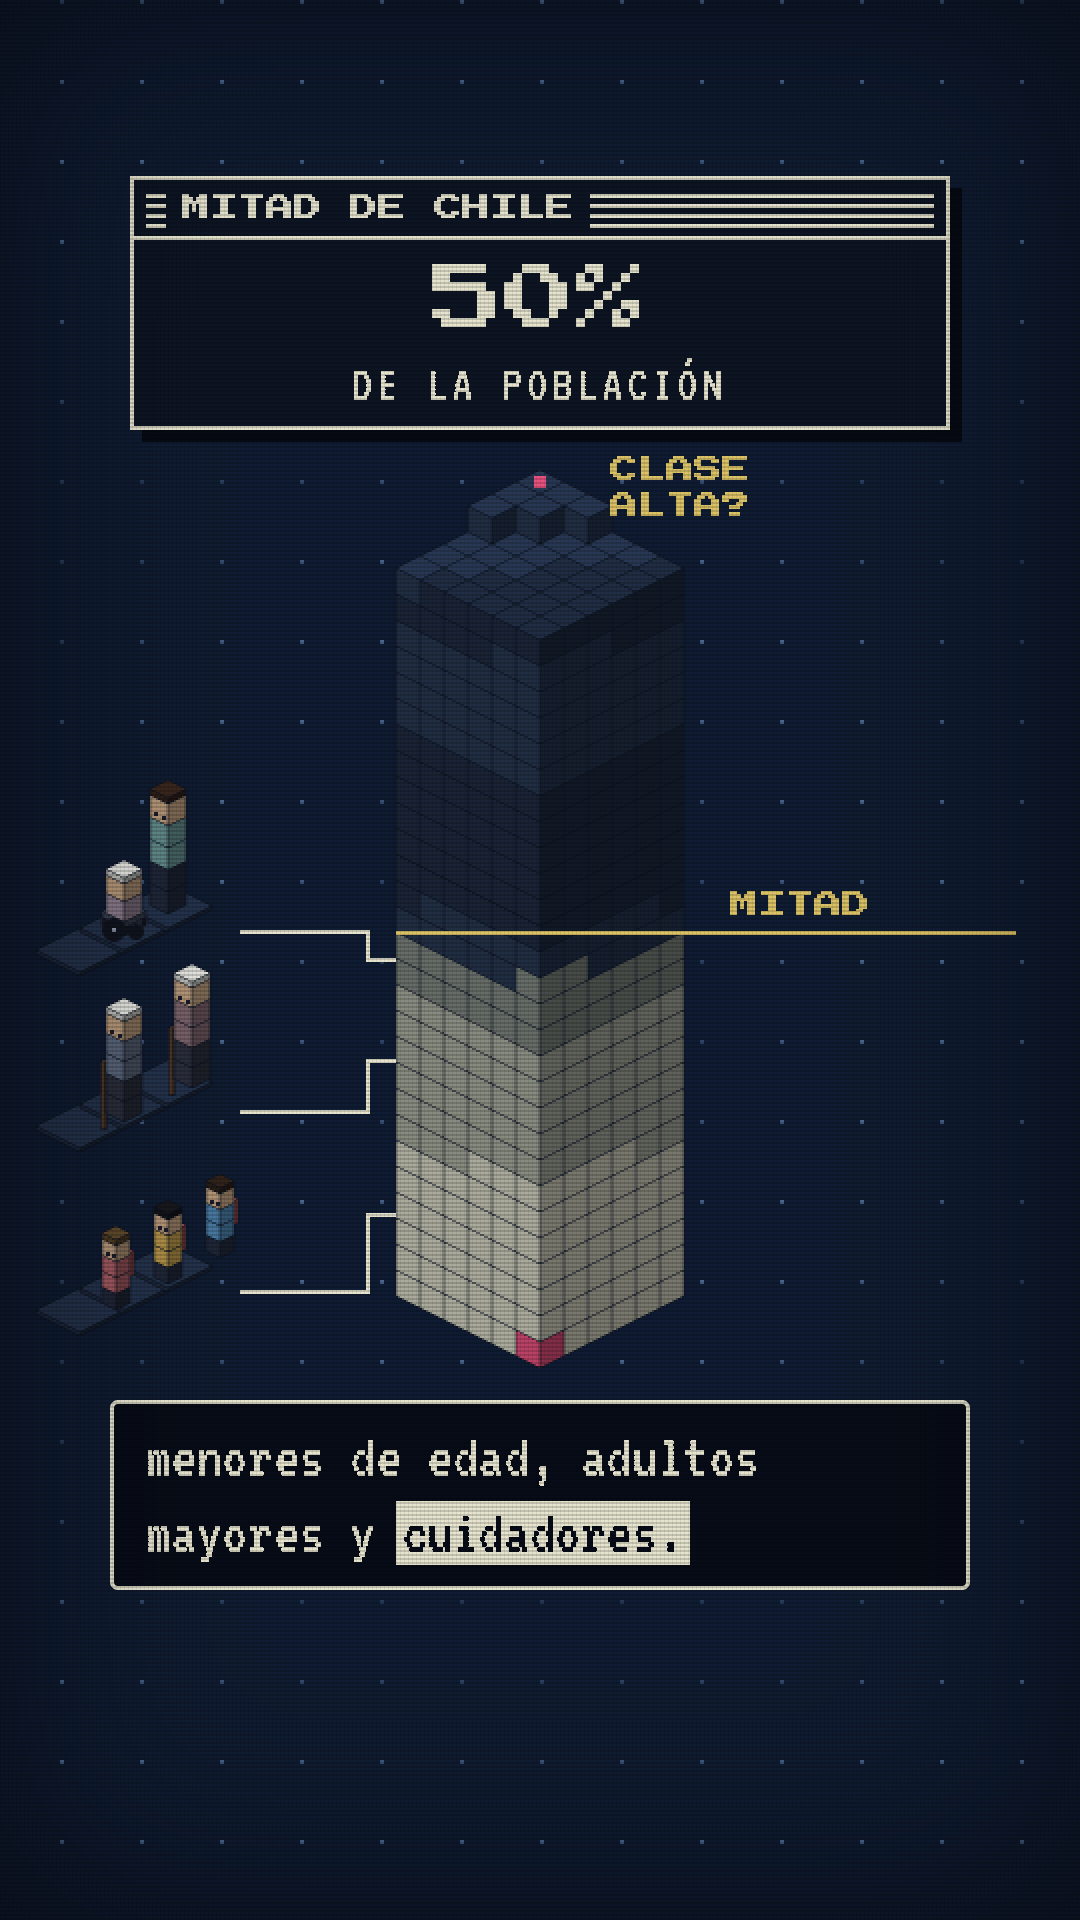 MITAD DE CHILE
50%
DE LA POBLACIÓN
CLASE
ALTA?
MITAD
menores de edad, adultos
mayores y cuidadores.